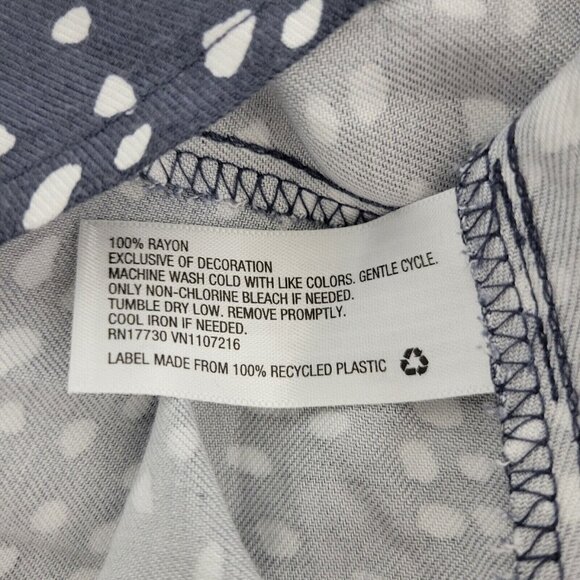 100% RAYON
EXCLUSIVE OF DECORATION
MACHINE WASH COLD WITH LIKE COLORS. GENTLE CYCLE.
ONLY NON-CHLORINE BLEACH IF NEEDED.
TUMBLE DRY LOW. REMOVE PROMPTLY.
COOL IRON IF NEEDED.
RN17730 VN1107216
LABEL MADE FROM 100% RECYCLED PLASTIC